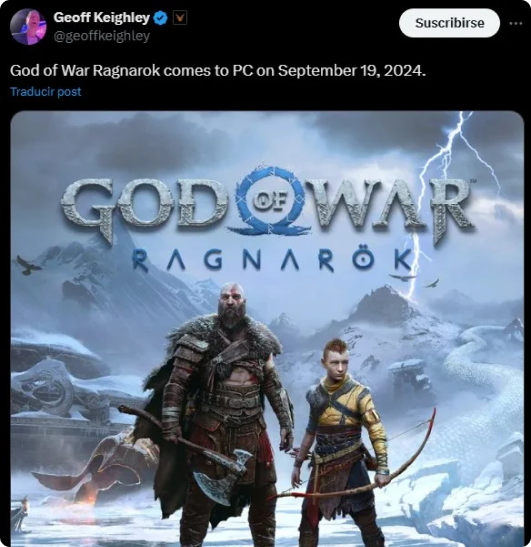 Geoff Keighley
@geoffkeighley
Suscribirse
God of War Ragnarok comes to PC on September 19, 2024.
Traducir post
GOD OF WAR
RAGNARÖK